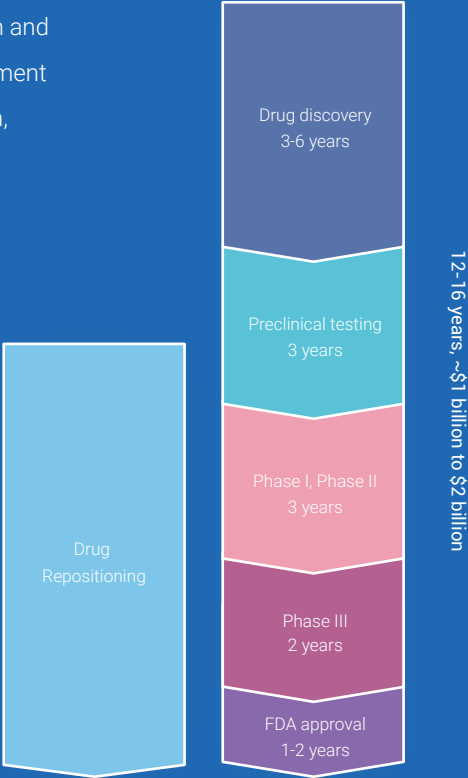 and
Drug discovery
3-6 years
Preclinical testing
3 years
Phase I, Phase II
3 years
Phase III
2 years
FDA approval
1-2 years
Drug
Repositioning
12-16 years, ~$1 billion to $2 billion